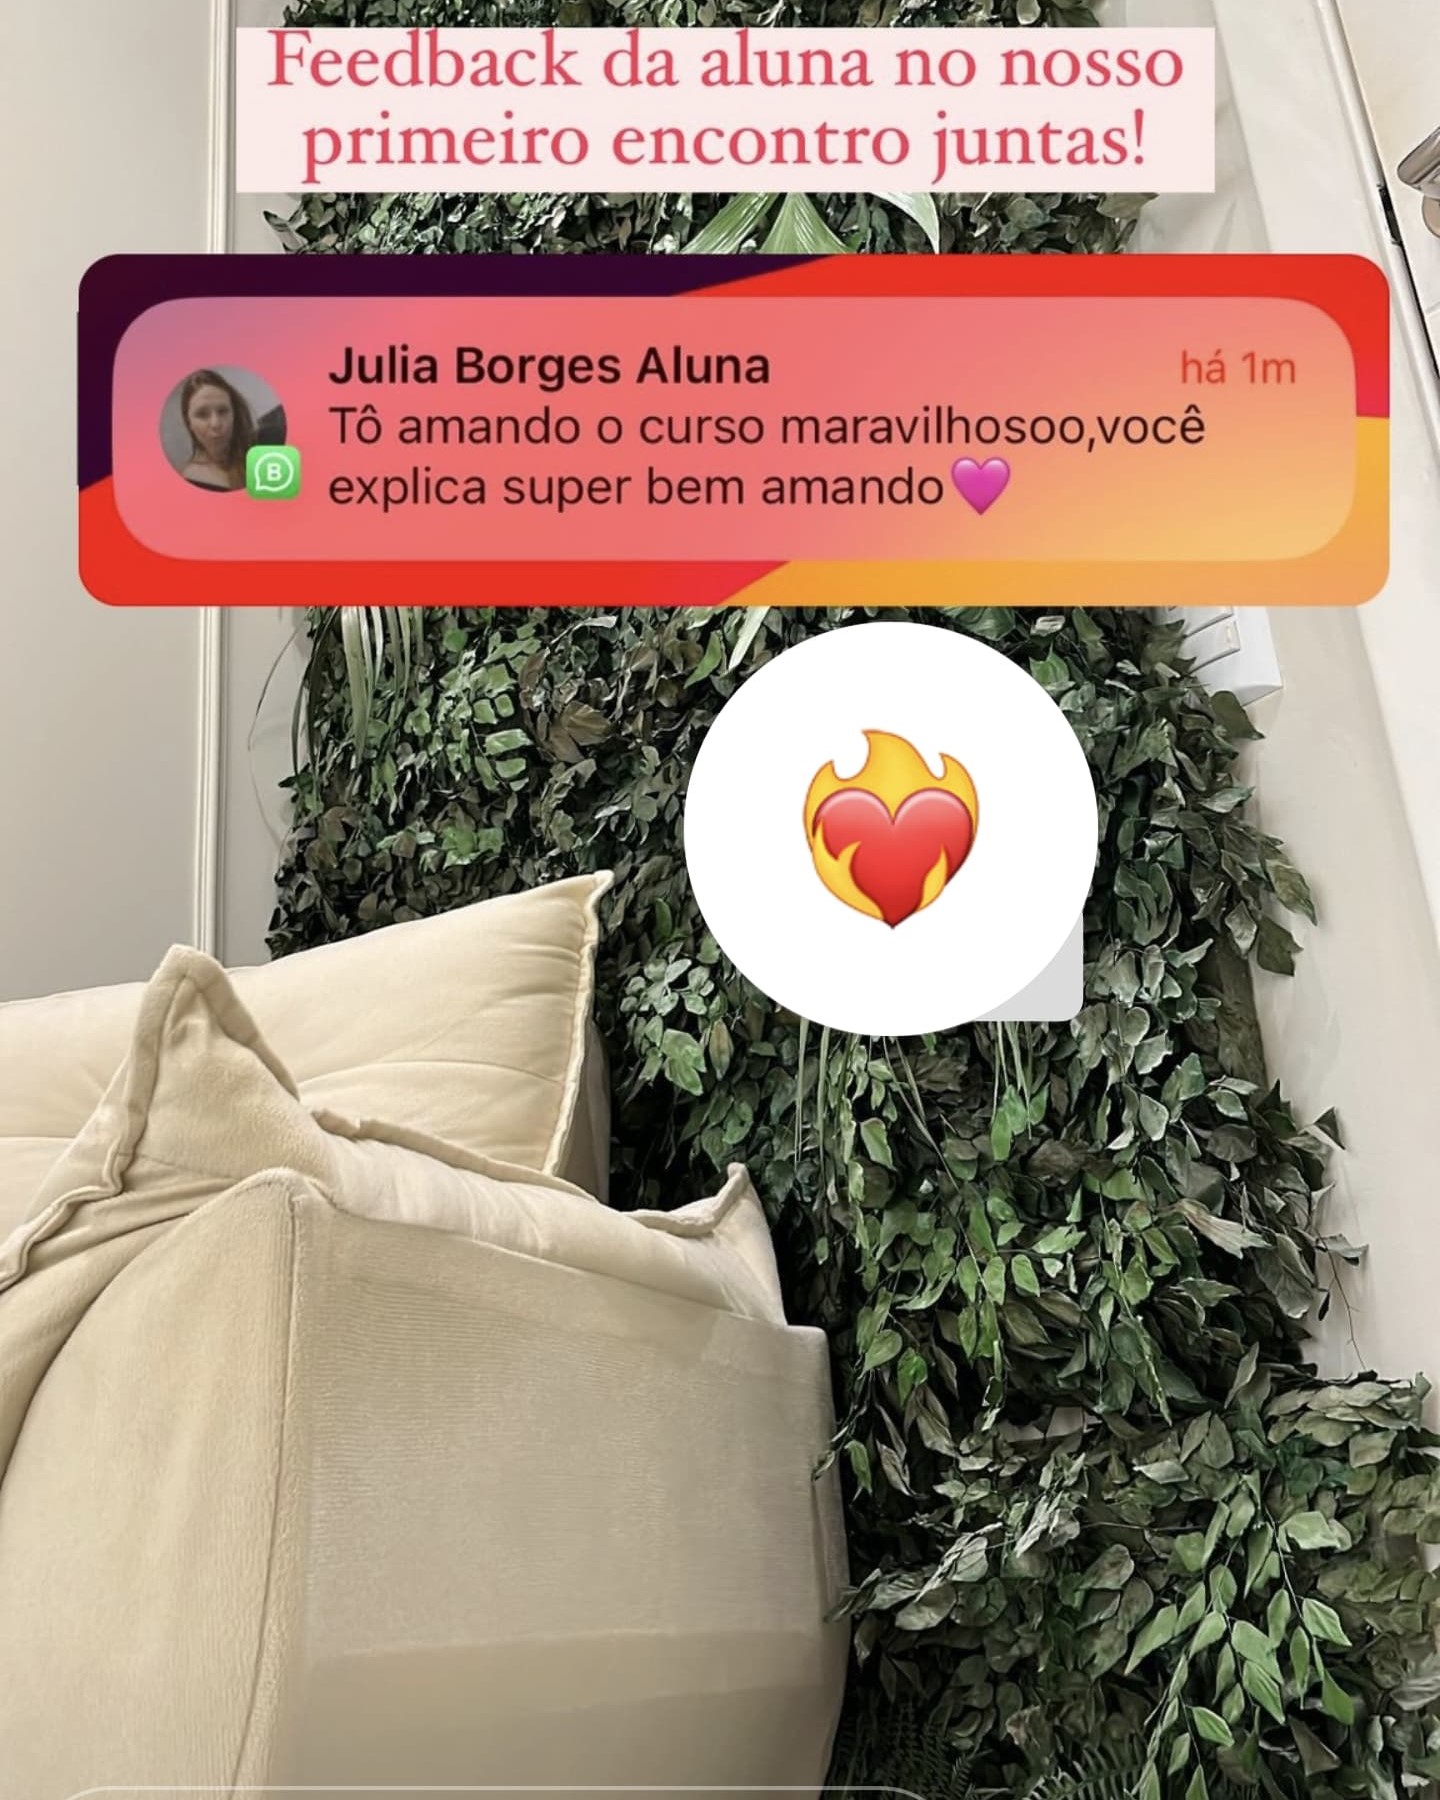 Feedback da aluna no nosso
primeiro encontro juntas!
Julia Borges Aluna
há 1m
Tô amando o curso maravilhosoo,você
explica super bem amando💜